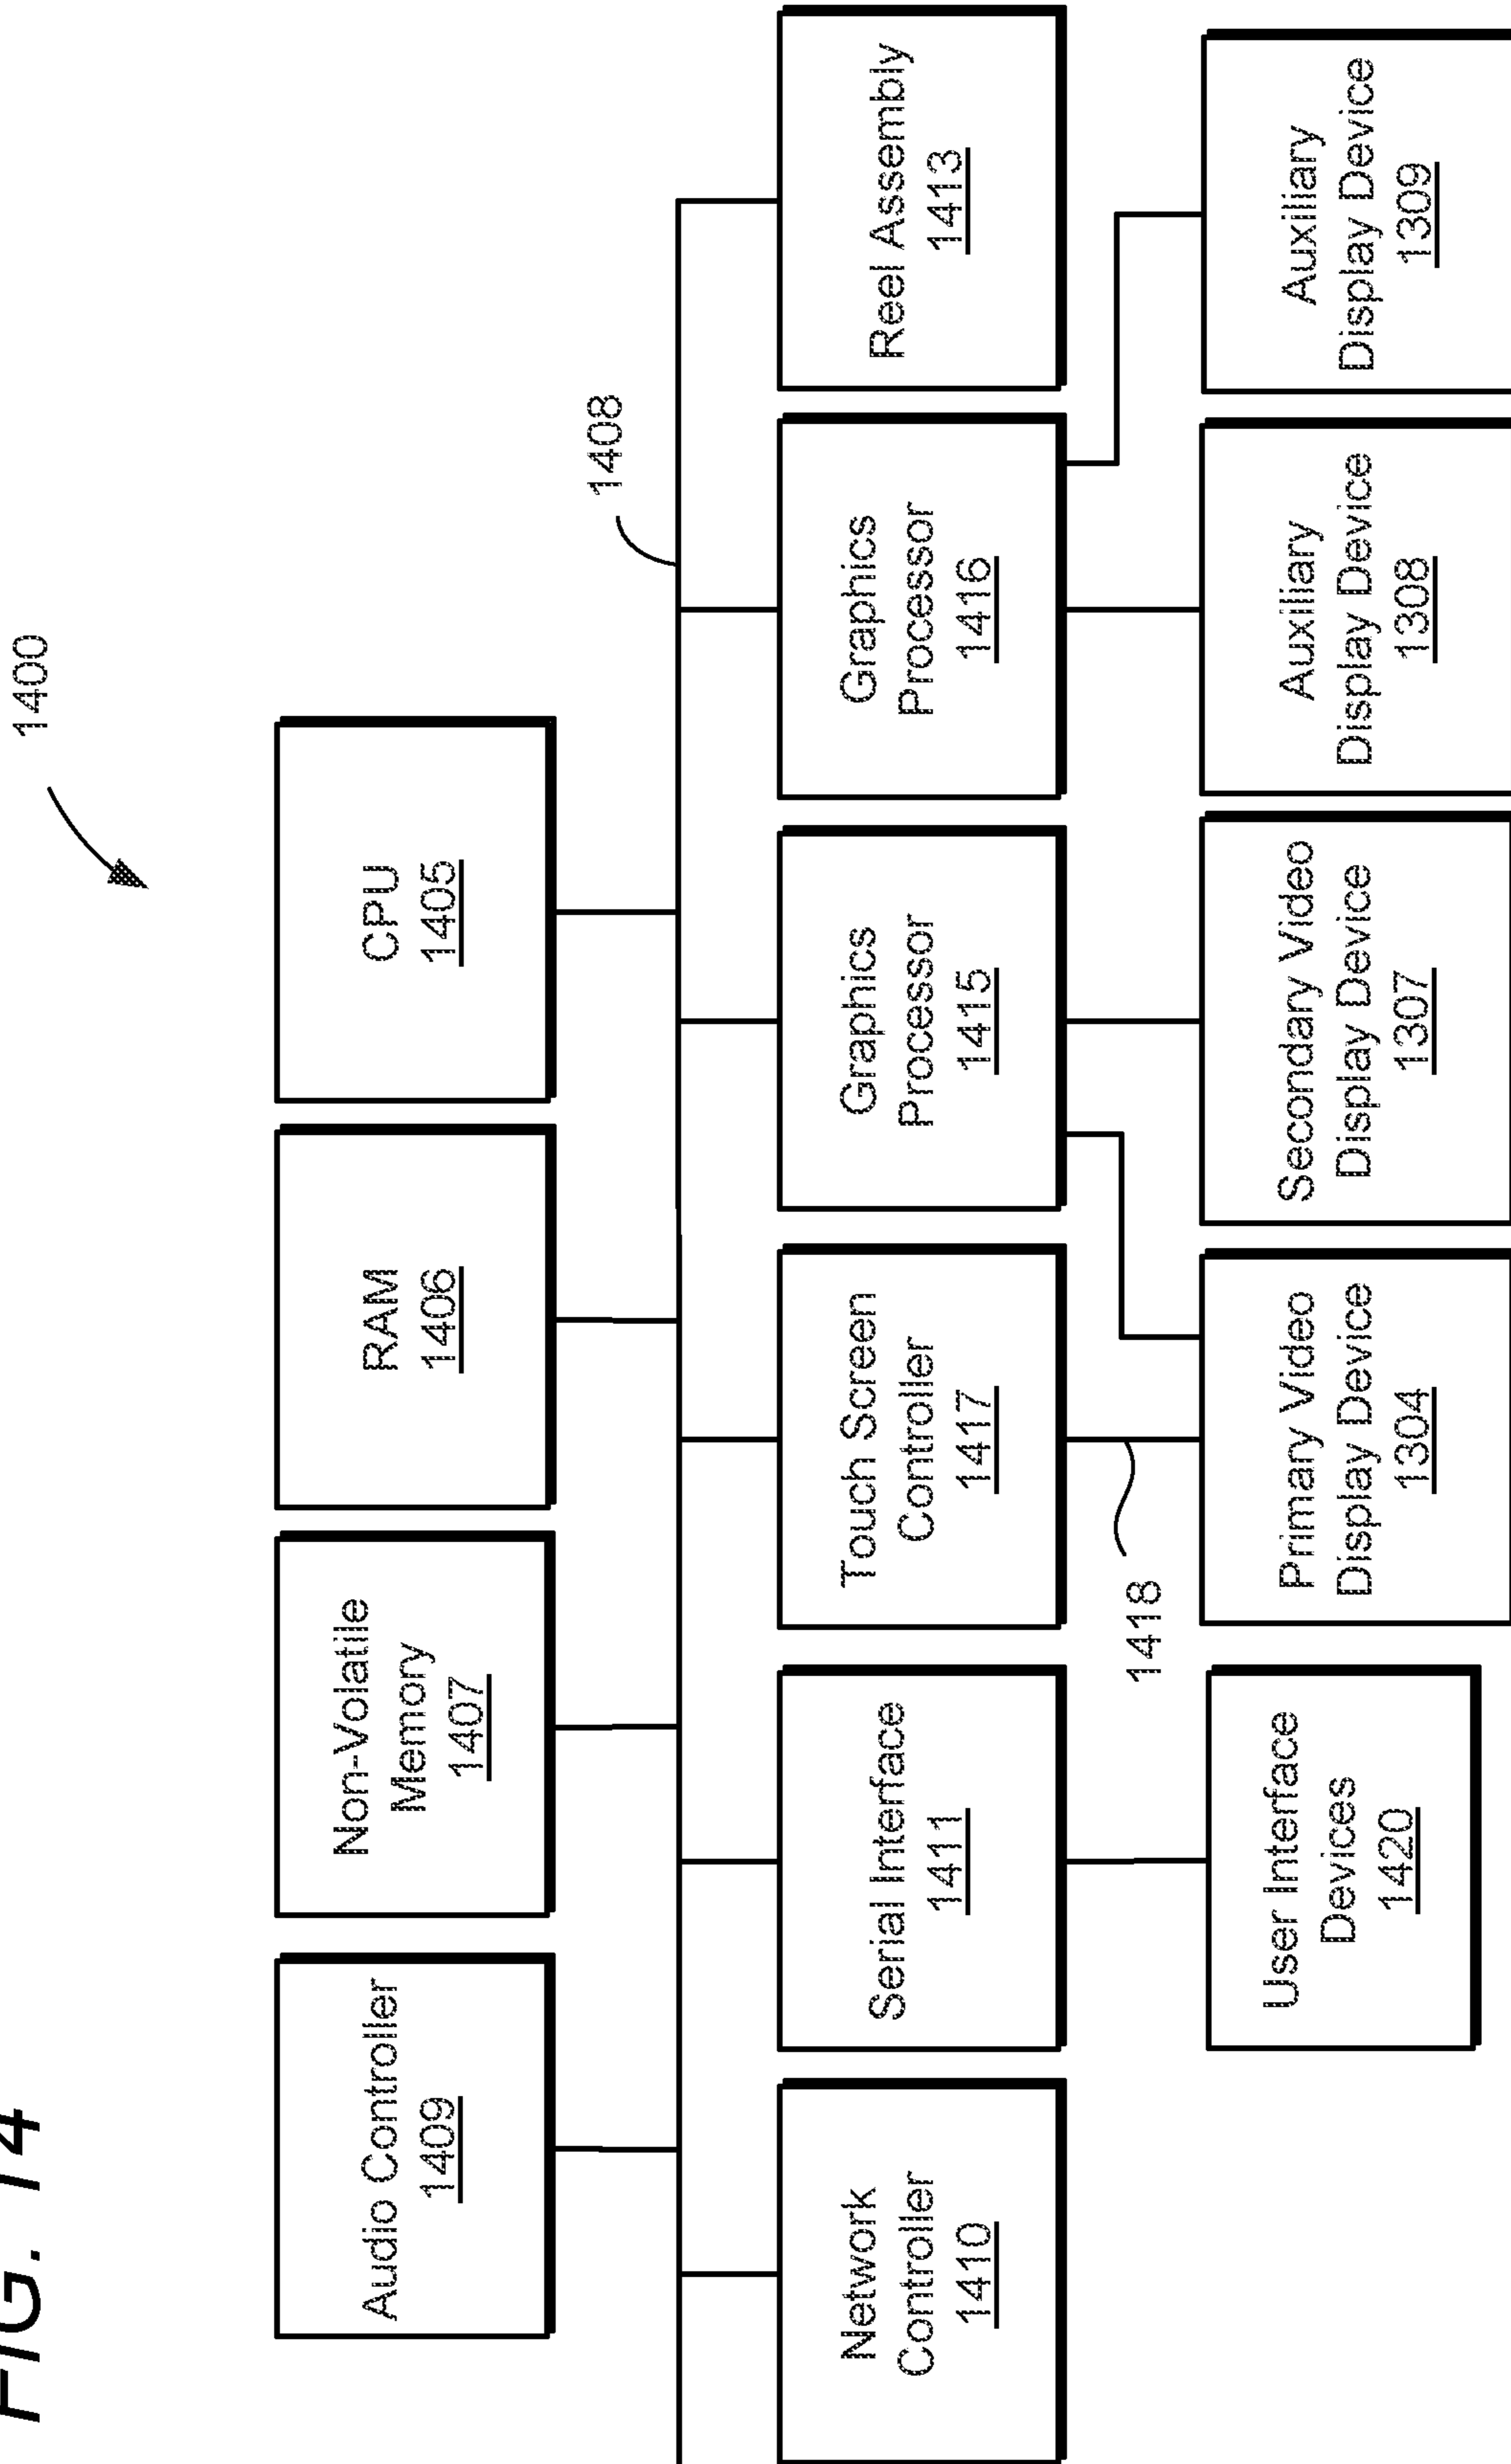 FIG. 14
1400
Audio Controller
1409
Non-Volatile
Memory
1407
RAM
1406
CPU
1405
1408
Network
Controller
1410
Serial Interface
1411
Touch Screen
Controller
1417
Graphics
Processor
1415
Graphics
Processor
1416
Reel Assembly
1413
1418
User Interface
Devices
1420
Primary Video
Display Device
1304
Secondary Video
Display Device
1307
Auxiliary
Display Device
1308
Auxiliary
Display Device
1309